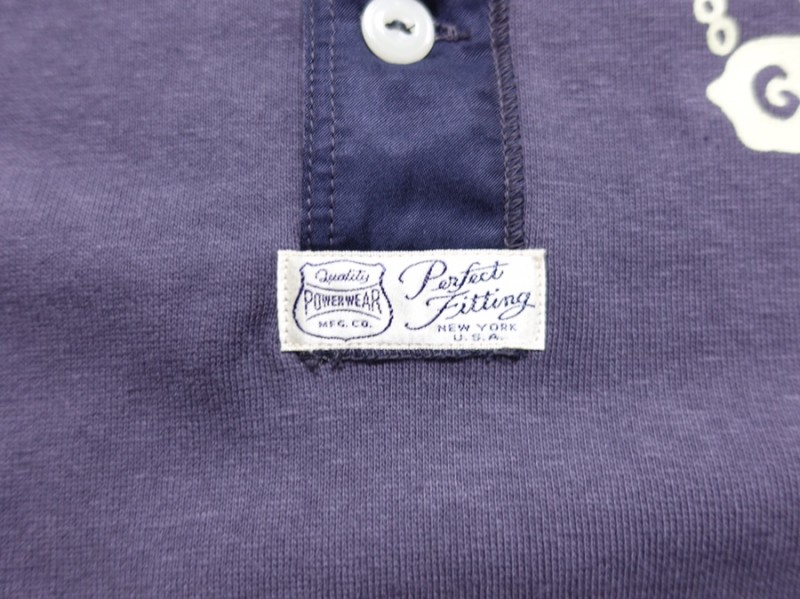 Quality
POWERWEAR
MFG. CO.
Perfect
Fitting
NEW YORK
U.S.A.
G